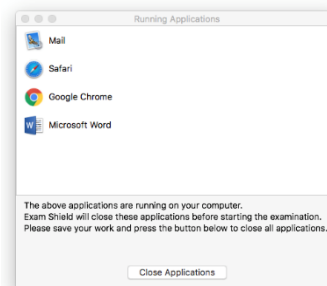 Running Applications
Mail
Safari
Google Chrome
Microsoft Word
The above applications are running on your computer.
Exam Shield will close these applications before starting the examination.
Please save your work and press the button below to close all applications.
Close Applications